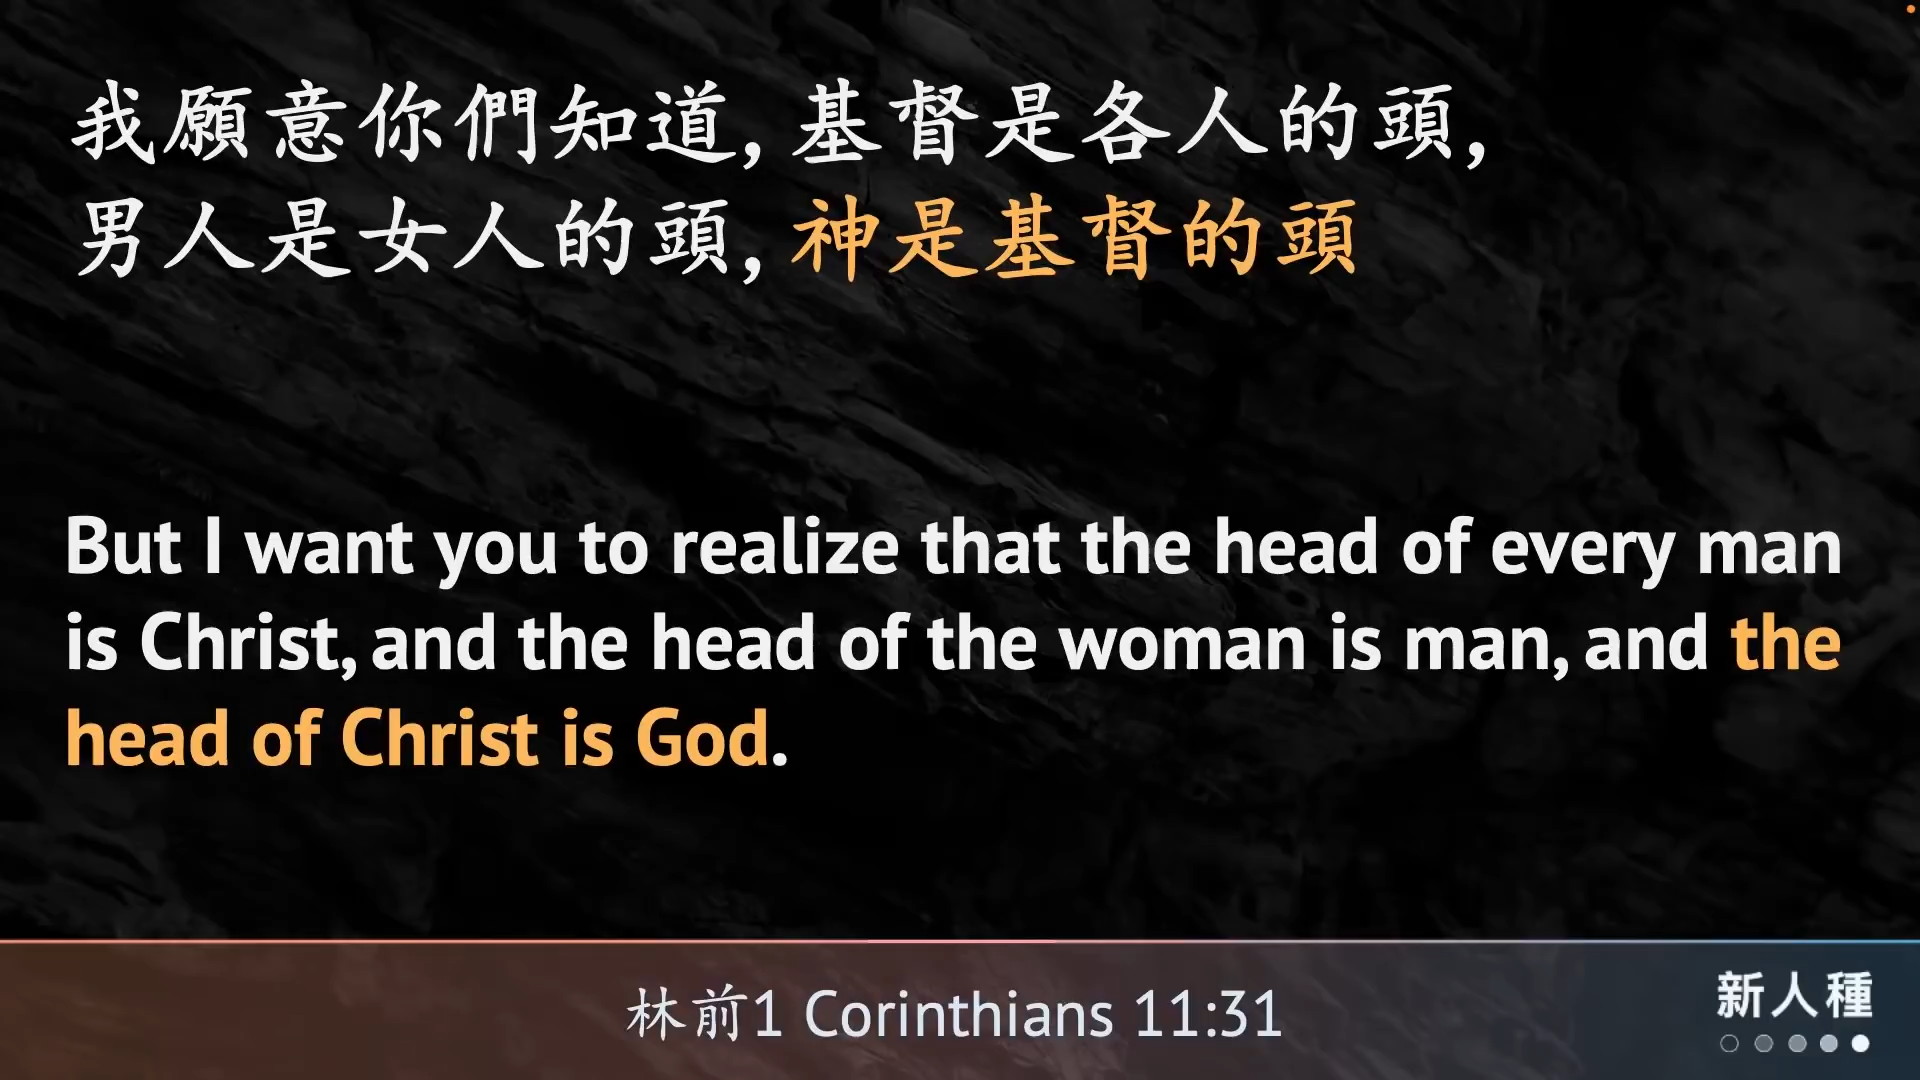 我願意你們知道, 基督是各人的頭,
男人是女人的頭, 神是基督的頭
But I want you to realize that the head of every man
is Christ, and the head of the woman is man, and the
head of Christ is God.
林前1 Corinthians 11:31
新人種